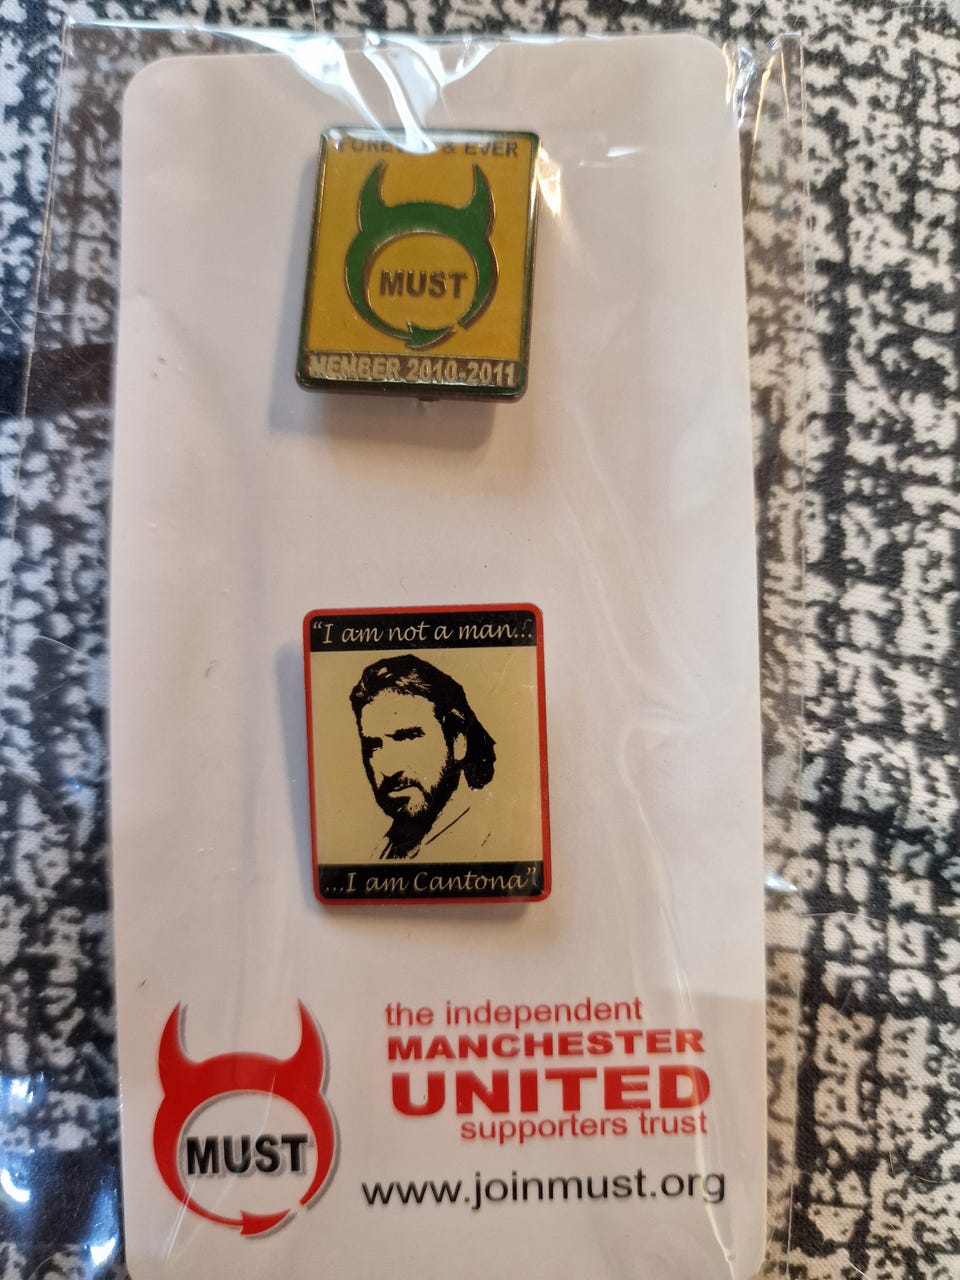 & EVER
MUST
MEMBER 2010-2011
"I am not a man...
...I am Cantona"
the independent
MANCHESTER
UNITED
supporters trust
MUST
www.joinmust.org